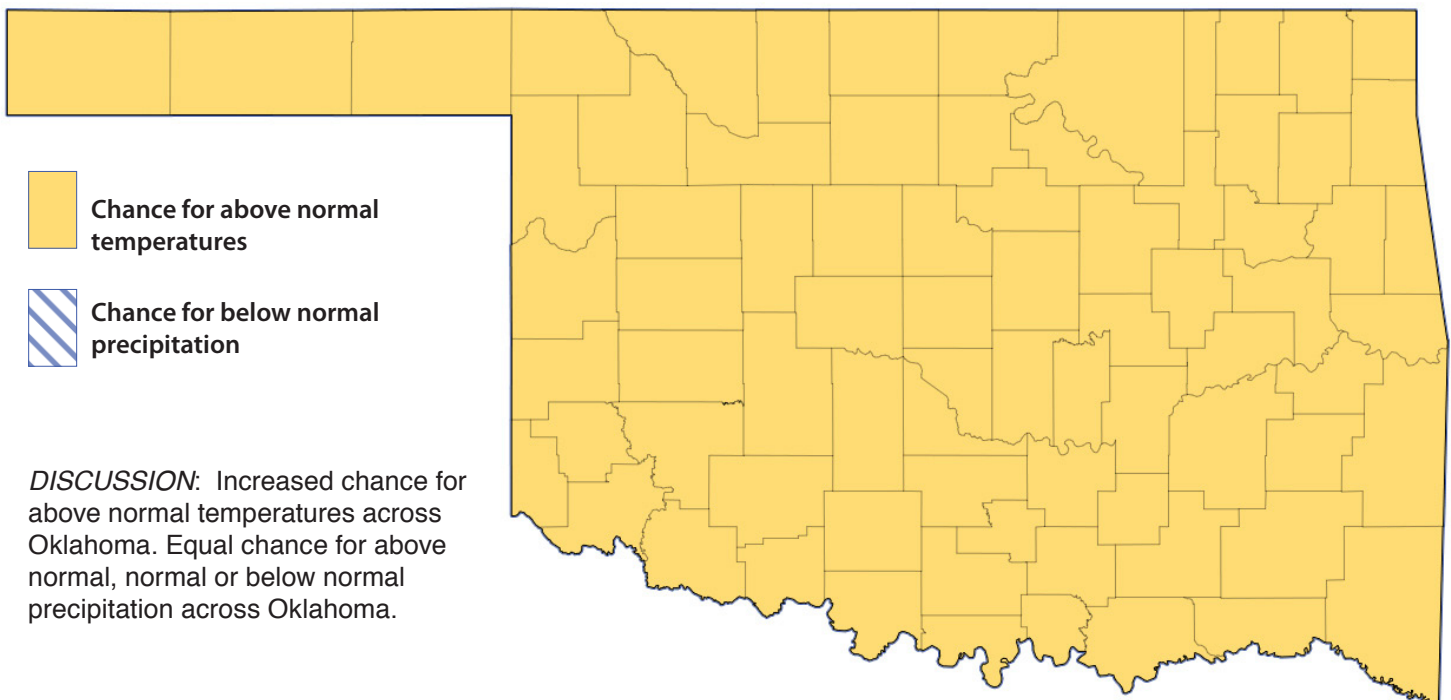 Chance for above normal
temperatures
Chance for below normal
precipitation
DISCUSSION:  Increased chance for
above normal temperatures across
Oklahoma. Equal chance for above
normal, normal or below normal
precipitation across Oklahoma.